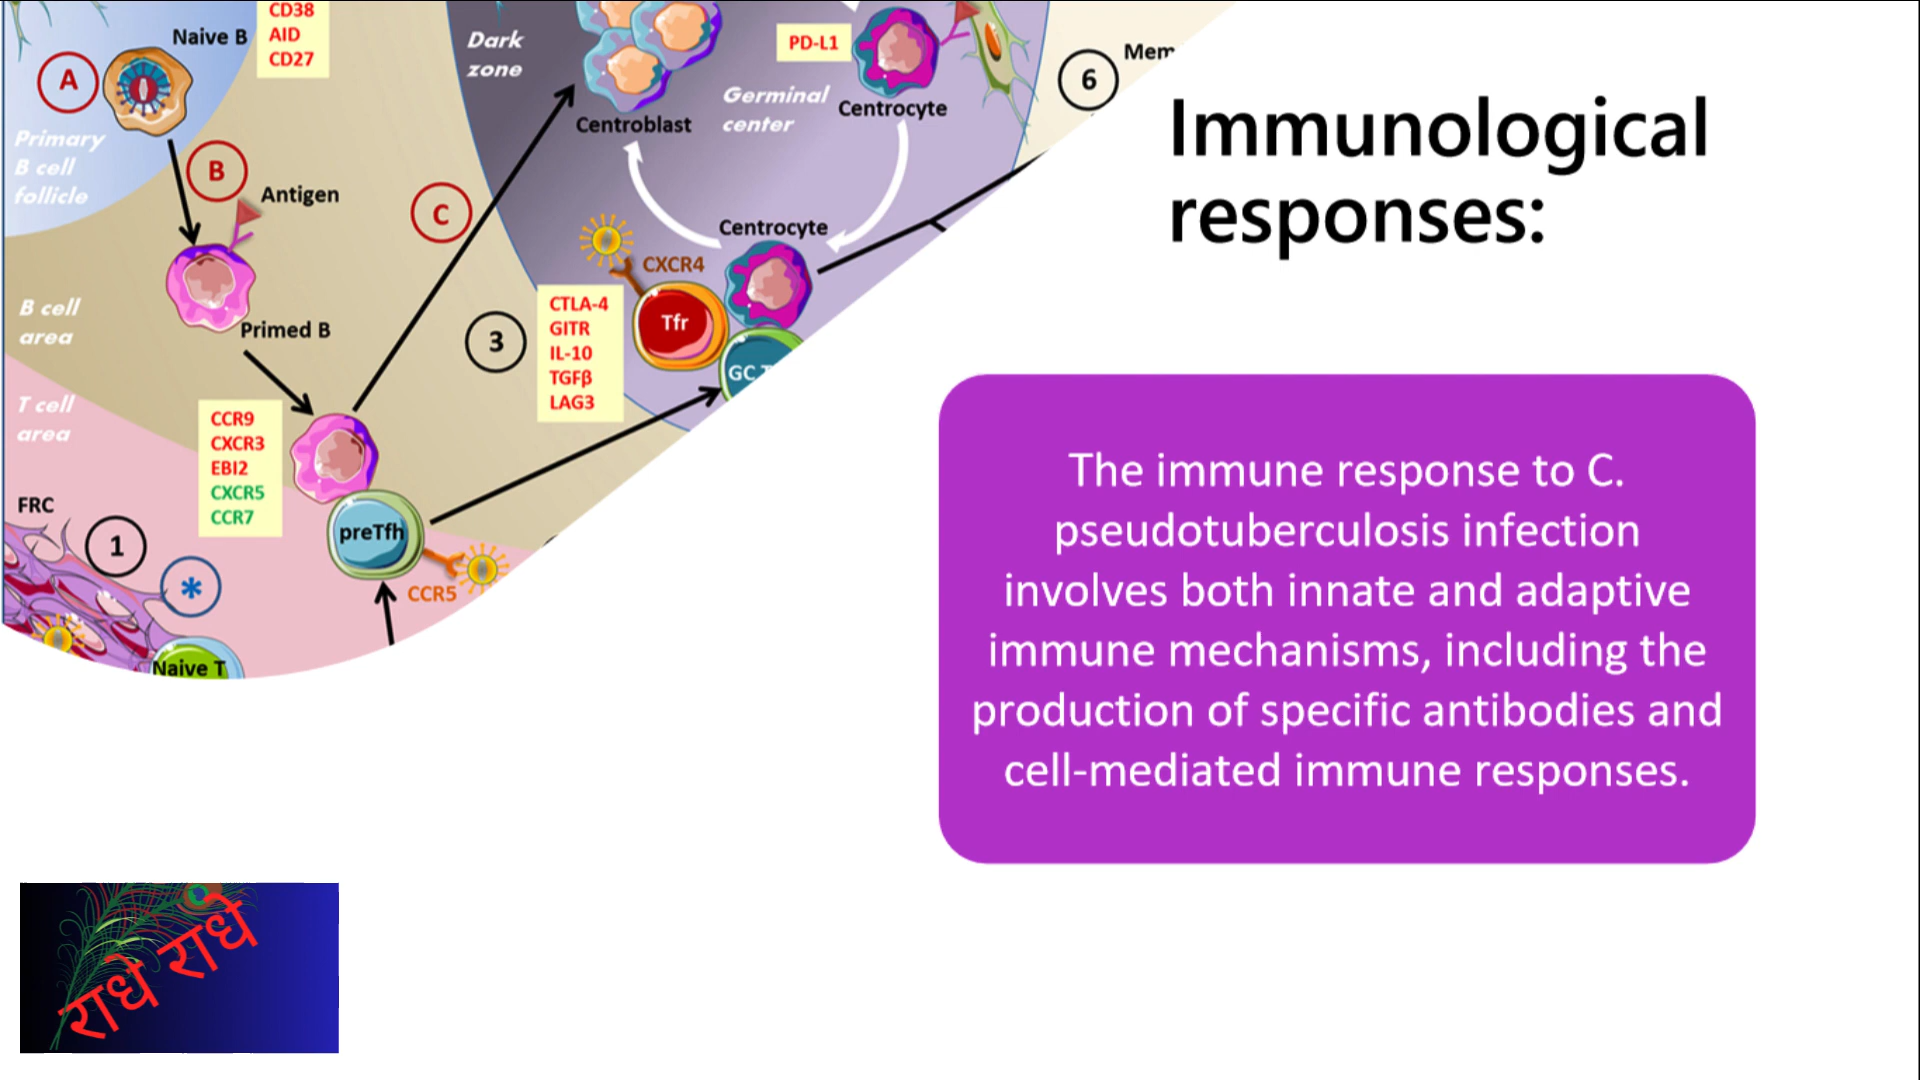 CD38
AID
CD27
Naive B
A
Primary
B cell
follicle
B
Antigen
C
Dark
zone
Centroblast
Germinal
center
PD-L1
Centrocyte
6
Centrocyte
CXCR4
Tfr
GC
3
CTLA-4
GITR
IL-10
TGFβ
LAG3
B cell
area
Primed B
T cell
area
CCR9
CXCR3
EBI2
CXCR5
CCR7
FRC
1
*
preTfh
CCR5
Naive T
Immunological
responses:
The immune response to C.
pseudotuberculosis infection
involves both innate and adaptive
immune mechanisms, including the
production of specific antibodies and
cell-mediated immune responses.
राधे राधे